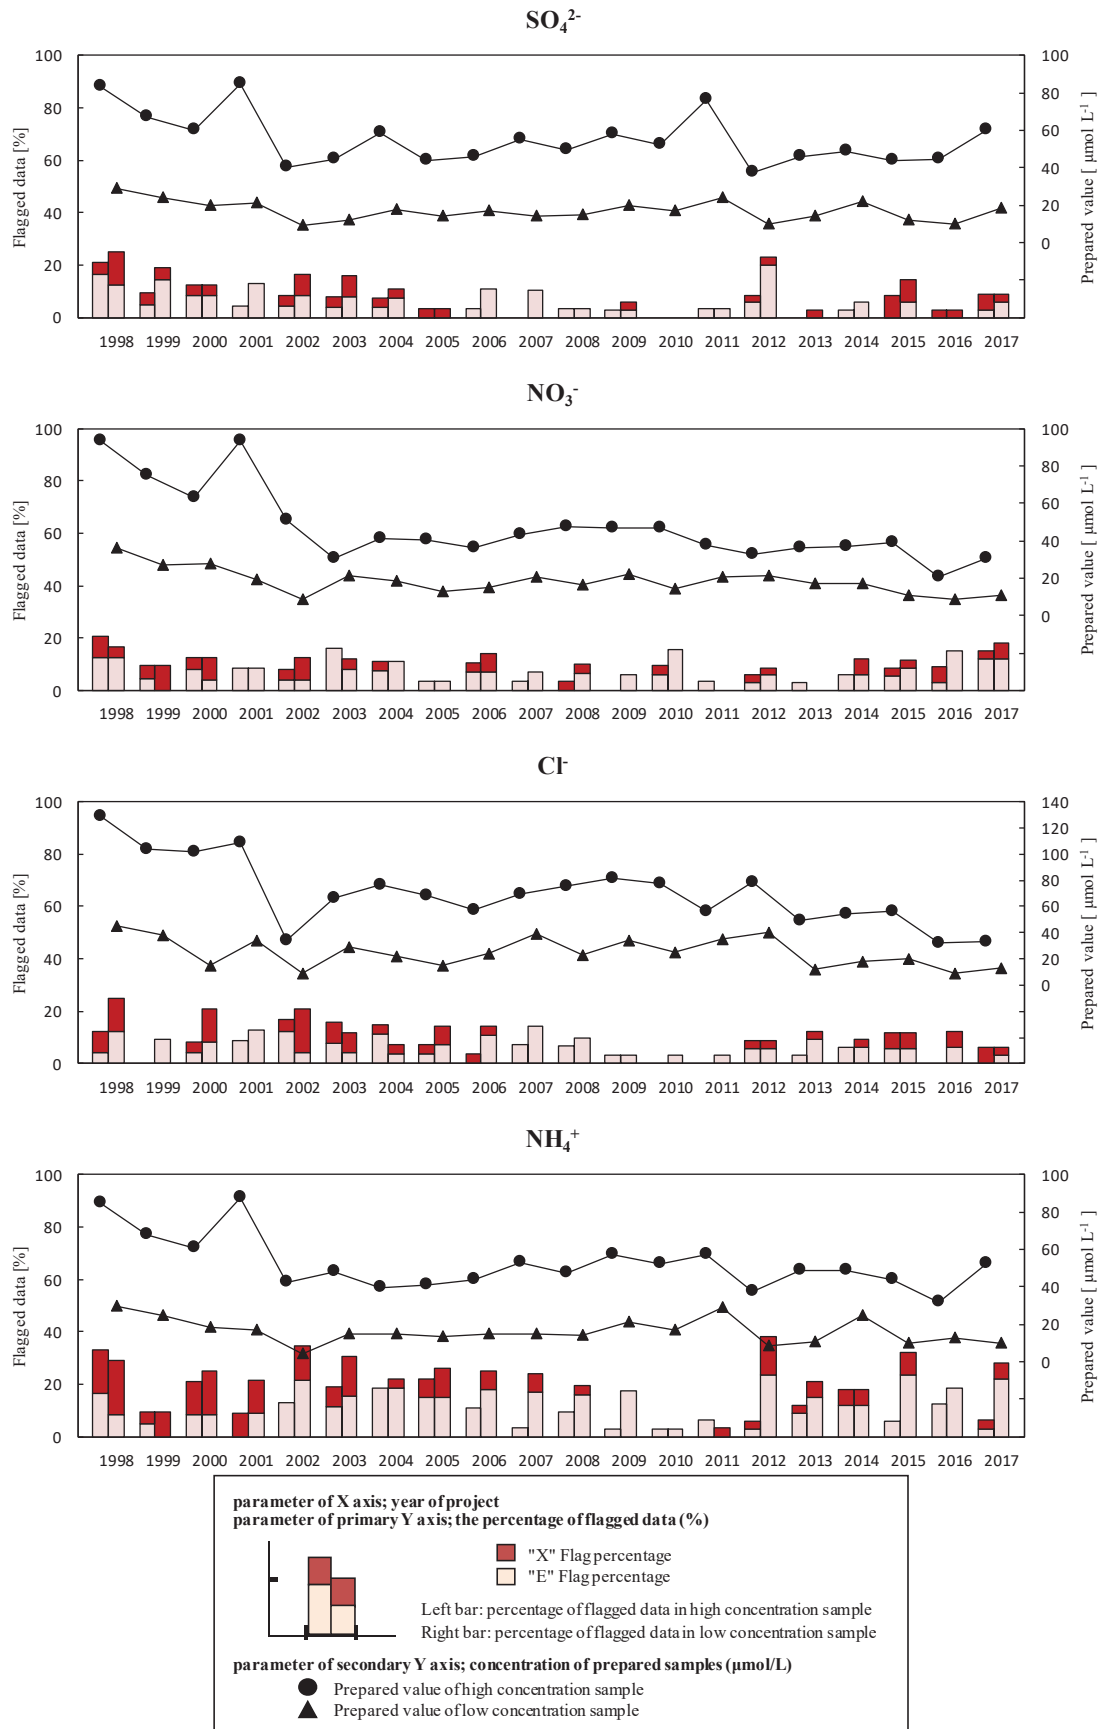 SO₄²⁻
Flagged data [%]
100
80
60
40
20
0
100
80
60
40
20
0
Prepared value [ μmol L⁻¹ ]
1998 1999 2000 2001 2002 2003 2004 2005 2006 2007 2008 2009 2010 2011 2012 2013 2014 2015 2016 2017
NO₃⁻
Flagged data [%]
100
80
60
40
20
0
100
80
60
40
20
0
Prepared value [ μmol L⁻¹ ]
1998 1999 2000 2001 2002 2003 2004 2005 2006 2007 2008 2009 2010 2011 2012 2013 2014 2015 2016 2017
Cl⁻
Flagged data [%]
100
80
60
40
20
0
140
120
100
80
60
40
20
0
Prepared value [ μmol L⁻¹ ]
1998 1999 2000 2001 2002 2003 2004 2005 2006 2007 2008 2009 2010 2011 2012 2013 2014 2015 2016 2017
NH₄⁺
Flagged data [%]
100
80
60
40
20
0
100
80
60
40
20
0
Prepared value [ μmol L⁻¹ ]
1998 1999 2000 2001 2002 2003 2004 2005 2006 2007 2008 2009 2010 2011 2012 2013 2014 2015 2016 2017
parameter of X axis; year of project
parameter of primary Y axis; the percentage of flagged data (%)
"X" Flag percentage
"E" Flag percentage
Left bar: percentage of flagged data in high concentration sample
Right bar: percentage of flagged data in low concentration sample
parameter of secondary Y axis; concentration of prepared samples (μmol/L)
Prepared value of high concentration sample
Prepared value of low concentration sample